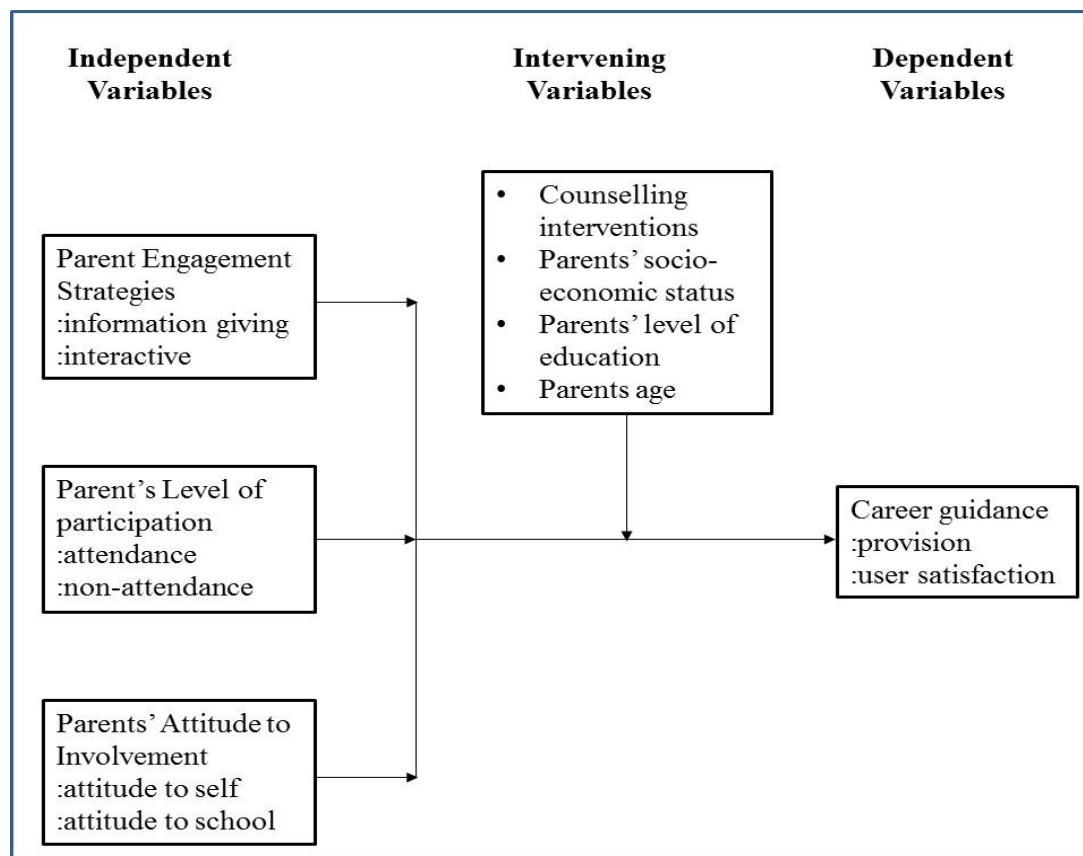 Independent
Variables
Intervening
Variables
Dependent
Variables
Parent Engagement
Strategies
:information giving
:interactive
Parent's Level of
participation
:attendance
:non-attendance
Parents' Attitude to
Involvement
:attitude to self
:attitude to school
• Counselling
interventions
• Parents' socio-
economic status
• Parents' level of
education
• Parents age
Career guidance
:provision
:user satisfaction